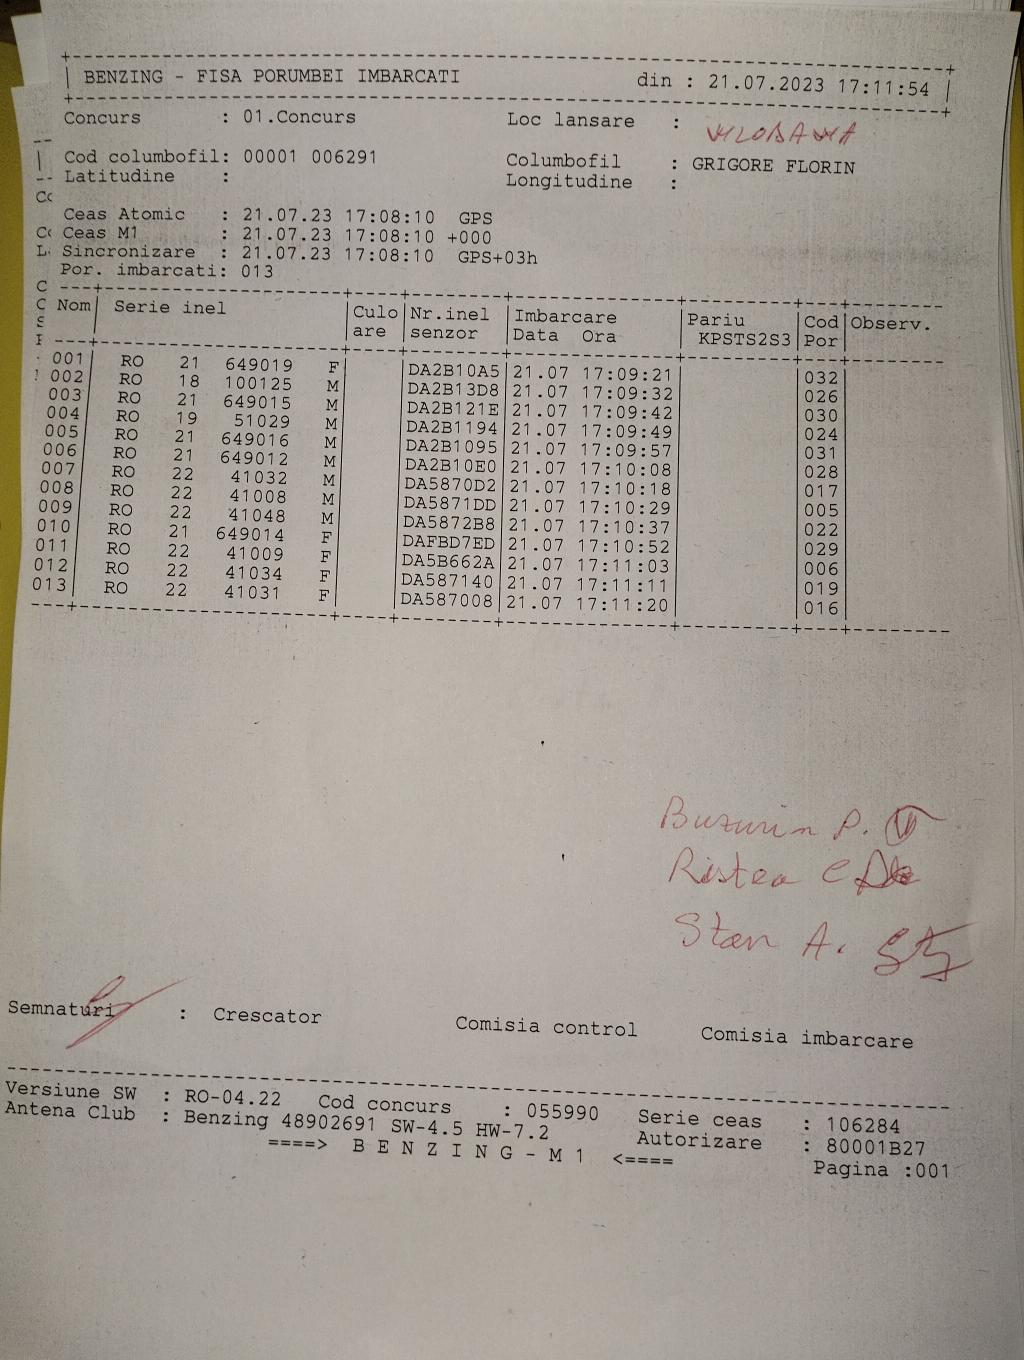 BENZING - FISA PORUMBEI IMBARCATI din : 21.07.2023 17:11:54
Concurs : 01.Concurs Loc lansare :
Cod columbofil: 00001 006291 Columbofil : GRIGORE FLORIN
Latitudine : Longitudine :
Ceas Atomic : 21.07.23 17:08:10 GPS
Ceas M1 : 21.07.23 17:08:10 +000
Sincronizare : 21.07.23 17:08:10 GPS+03h
Por. imbarcati: 013
Nom Serie inel Culo Nr.inel Imbarcare Pariu Cod Observ.
are senzor Data Ora KPSTS2S3 Por
001 RO 21 649019 F DA2B10A5 21.07 17:09:21 032
002 RO 18 100125 M DA2B13D8 21.07 17:09:32 026
003 RO 21 649015 M DA2B121E 21.07 17:09:42 030
004 RO 19 51029 M DA2B1194 21.07 17:09:49 024
005 RO 21 649016 M DA2B1095 21.07 17:09:57 031
006 RO 21 649012 M DA2B10E0 21.07 17:10:08 028
007 RO 22 41032 M DA5870D2 21.07 17:10:18 017
008 RO 22 41008 M DA5871DD 21.07 17:10:29 005
009 RO 22 41048 M DA5872B8 21.07 17:10:37 022
010 RO 21 649014 F DAFBD7ED 21.07 17:10:52 029
011 RO 22 41009 F DA5B662A 21.07 17:11:03 006
012 RO 22 41034 F DA587140 21.07 17:11:11 019
013 RO 22 41031 F DA587008 21.07 17:11:20 016
P.
Ristea C
Stan A.
Semnaturi : Crescator Comisia control Comisia imbarcare
Versiune SW : RO-04.22 Cod concurs : 055990 Serie ceas : 106284
Antena Club : Benzing 48902691 SW-4.5 HW-7.2 Autorizare : 80001B27
====> B E N Z I N G - M 1 <==== Pagina :001